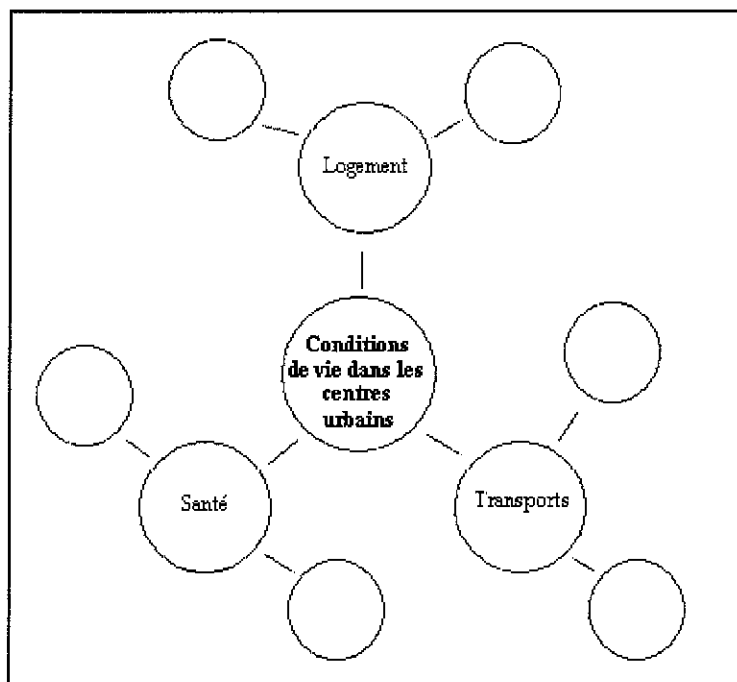 Logement
Conditions
de vie dans les
centres
urbains
Santé
Transports